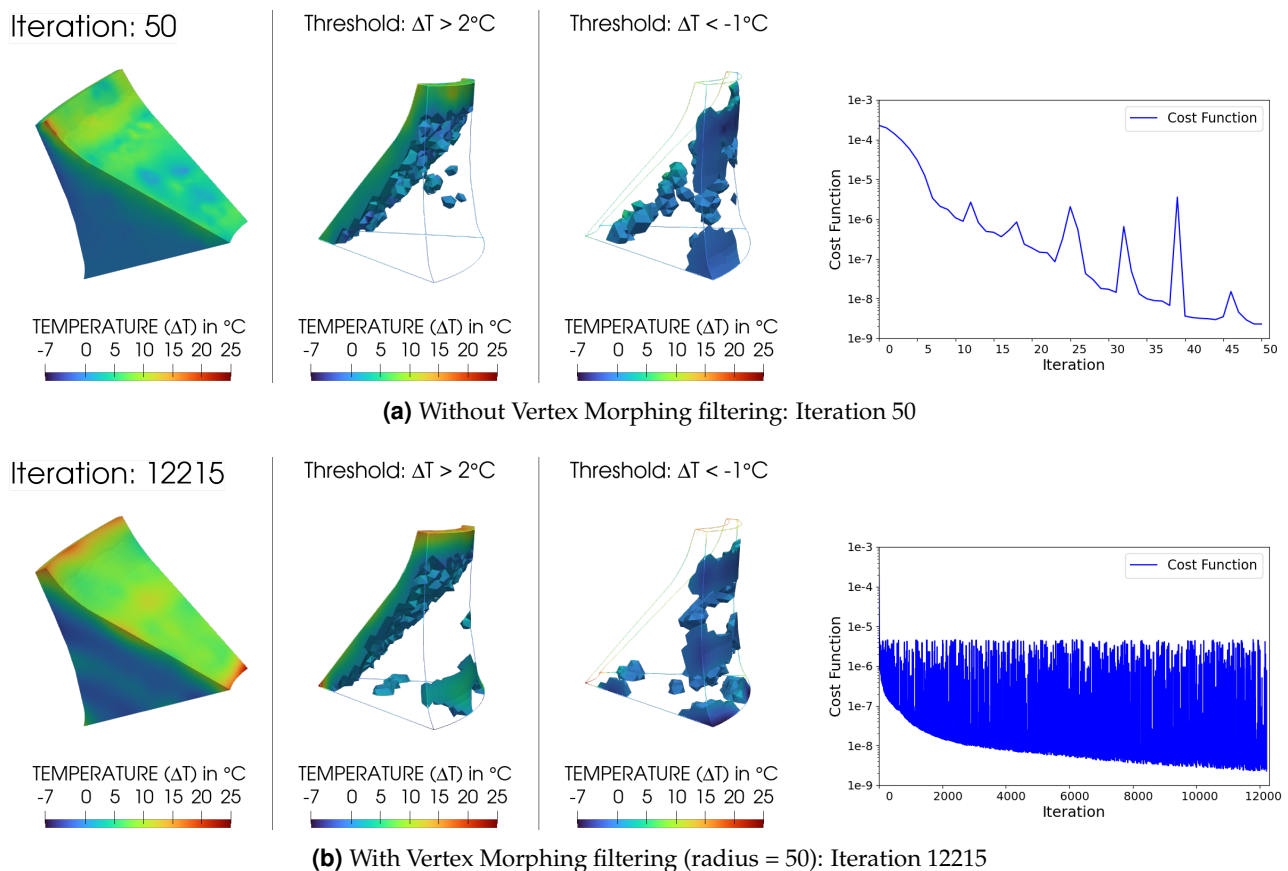 Iteration: 50
Threshold: ΔT > 2°C
Threshold: ΔT < -1°C
TEMPERATURE (ΔT) in °C
-7 0 5 10 15 20 25
TEMPERATURE (ΔT) in °C
-7 0 5 10 15 20 25
TEMPERATURE (ΔT) in °C
-7 0 5 10 15 20 25
Cost Function
1e-3
1e-4
1e-5
1e-6
1e-7
1e-8
1e-9
Cost Function
0 5 10 15 20 25 30 35 40 45 50
Iteration
(a) Without Vertex Morphing filtering: Iteration 50
Iteration: 12215
Threshold: ΔT > 2°C
Threshold: ΔT < -1°C
TEMPERATURE (ΔT) in °C
-7 0 5 10 15 20 25
TEMPERATURE (ΔT) in °C
-7 0 5 10 15 20 25
TEMPERATURE (ΔT) in °C
-7 0 5 10 15 20 25
Cost Function
1e-3
1e-4
1e-5
1e-6
1e-7
1e-8
1e-9
Cost Function
0 2000 4000 6000 8000 10000 12000
Iteration
(b) With Vertex Morphing filtering (radius = 50): Iteration 12215